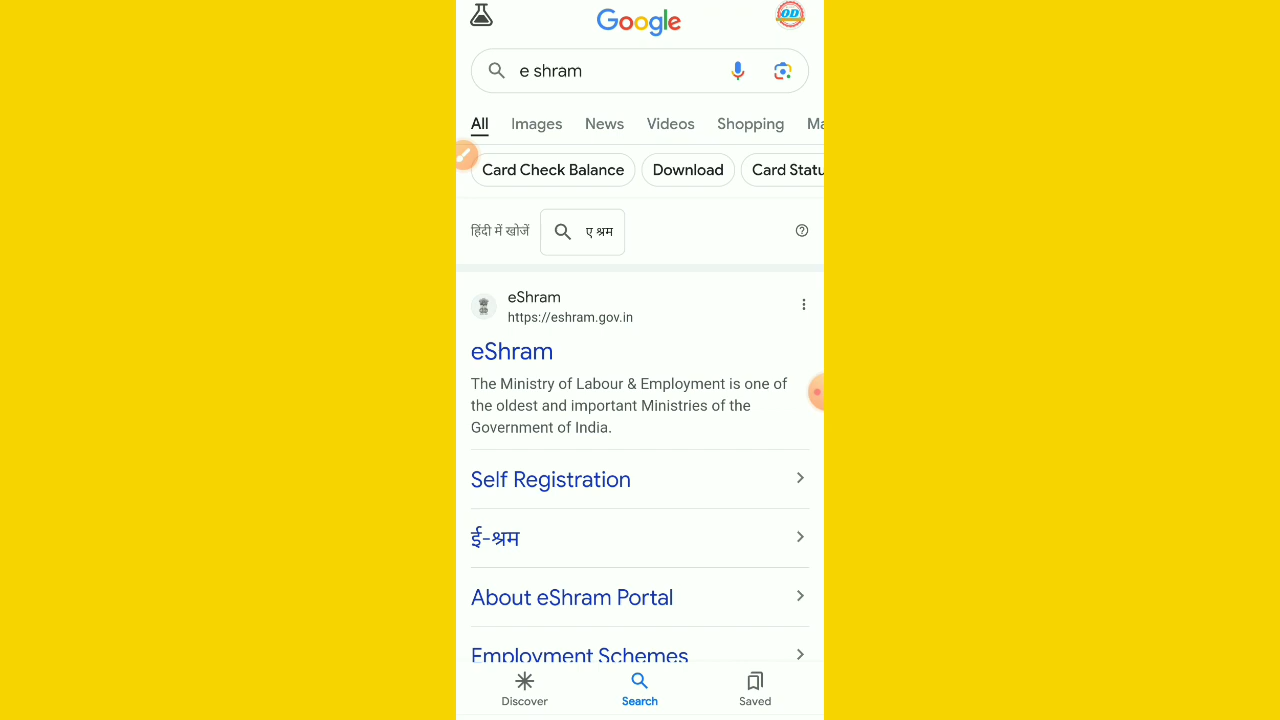 Google
OD
e shram
All Images News Videos Shopping Ma
Card Check Balance Download Card Statu
हिंदी में खोजें ए श्रम
eShram
https://eshram.gov.in
eShram
The Ministry of Labour & Employment is one of
the oldest and important Ministries of the
Government of India.
Self Registration
ई-श्रम
About eShram Portal
Employment Schemes
Discover Search Saved